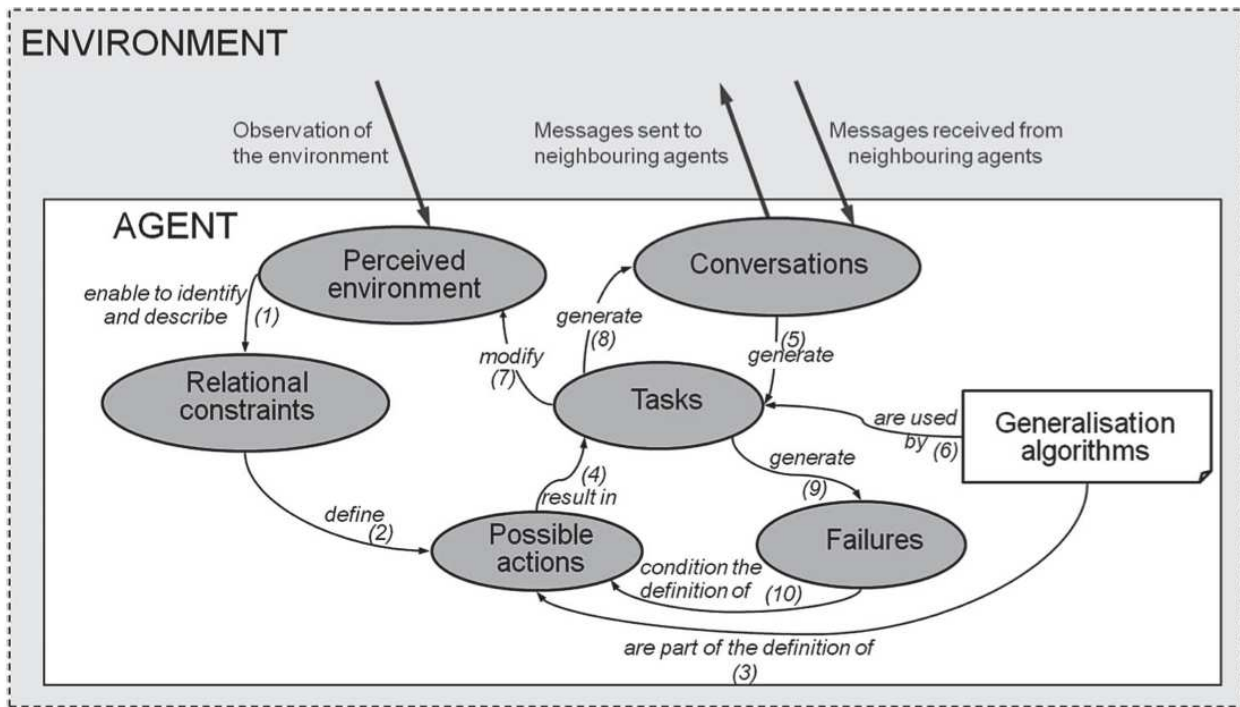 ENVIRONMENT
Observation of
the environment
Messages sent to
neighbouring agents
Messages received from
neighbouring agents
AGENT
Perceived
environment
Conversations
enable to identify
and describe
(1)
generate
(8)
(5)
generate
modify
(7)
Relational
constraints
Tasks
are used
by (6)
Generalisation
algorithms
(4)
result in
generate
(9)
define
(2)
Possible
actions
Failures
condition the
definition of (10)
are part of the definition of
(3)